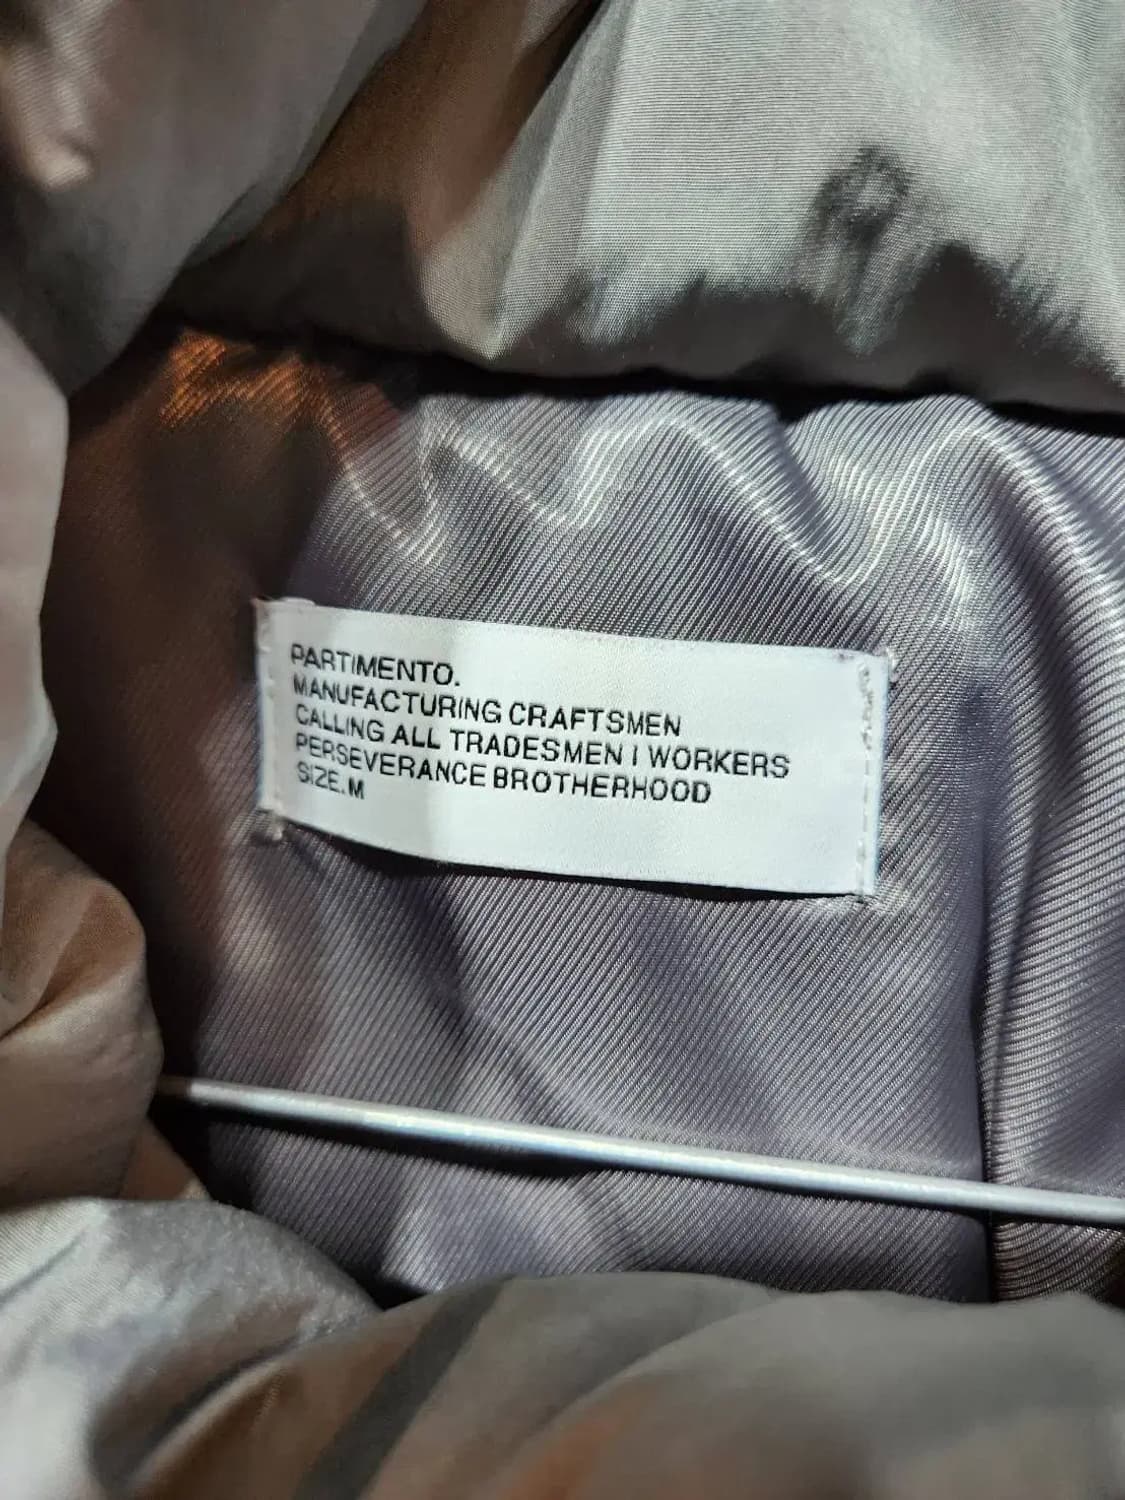 PARTIMENTO.
MANUFACTURING CRAFTSMEN
CALLING ALL TRADESMEN I WORKERS
PERSEVERANCE BROTHERHOOD
SIZE.M